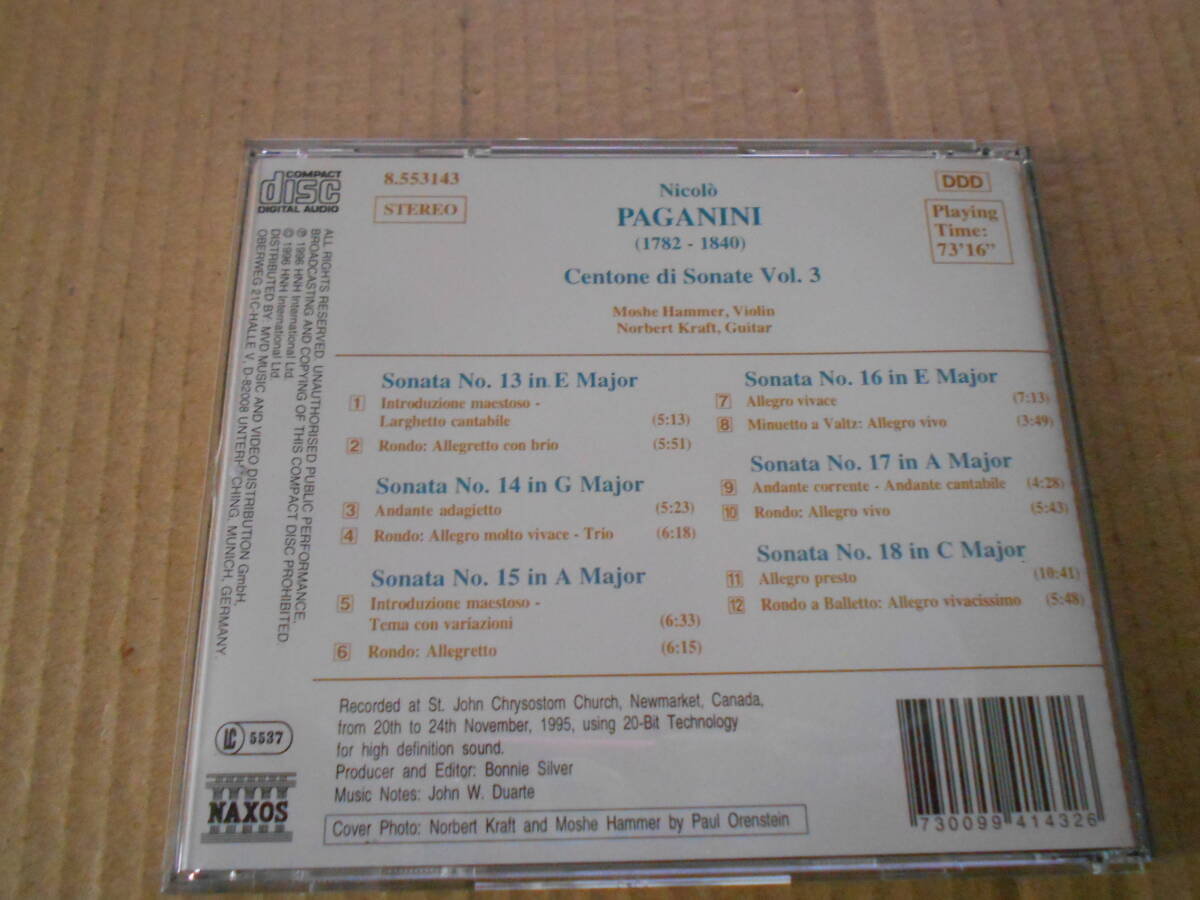 COMPACT
disc
DIGITAL AUDIO
8.553143
STEREO
Nicolò
PAGANINI
(1782 - 1840)
Centone di Sonate Vol. 3
Moshe Hammer, Violin
Norbert Kraft, Guitar
DDD
Playing
Time:
73'16"
Sonata No. 13 in E Major
1 Introduzione maestoso -
Larghetto cantabile (5:13)
2 Rondo: Allegretto con brio (5:51)
Sonata No. 14 in G Major
3 Andante adagietto (5:23)
4 Rondo: Allegro molto vivace - Trio (6:18)
Sonata No. 15 in A Major
5 Introduzione maestoso -
Tema con variazioni (6:33)
6 Rondo: Allegretto (6:15)
Sonata No. 16 in E Major
7 Allegro vivace (7:13)
8 Minuetto a Valtz: Allegro vivo (3:49)
Sonata No. 17 in A Major
9 Andante corrente - Andante cantabile (4:28)
10 Rondo: Allegro vivo (5:43)
Sonata No. 18 in C Major
11 Allegro presto (10:41)
12 Rondo a Balletto: Allegro vivacissimo (5:48)
ALL RIGHTS RESERVED. UNAUTHORISED PUBLIC PERFORMANCE,
BROADCASTING AND COPYING OF THIS COMPACT DISC PROHIBITED.
℗ 1996 HNH International Ltd.
© 1996 HNH International Ltd.
DISTRIBUTED BY: MVD MUSIC AND VIDEO DISTRIBUTION GmbH,
OBERWEG 21C-HALLE V, D-82008 MUNICH, GERMANY.
Recorded at St. John Chrysostom Church, Newmarket, Canada,
from 20th to 24th November, 1995, using 20-Bit Technology
for high definition sound.
Producer and Editor: Bonnie Silver
Music Notes: John W. Duarte
Cover Photo: Norbert Kraft and Moshe Hammer by Paul Orenstein
LC 5537
NAXOS
7 30099 41432 6